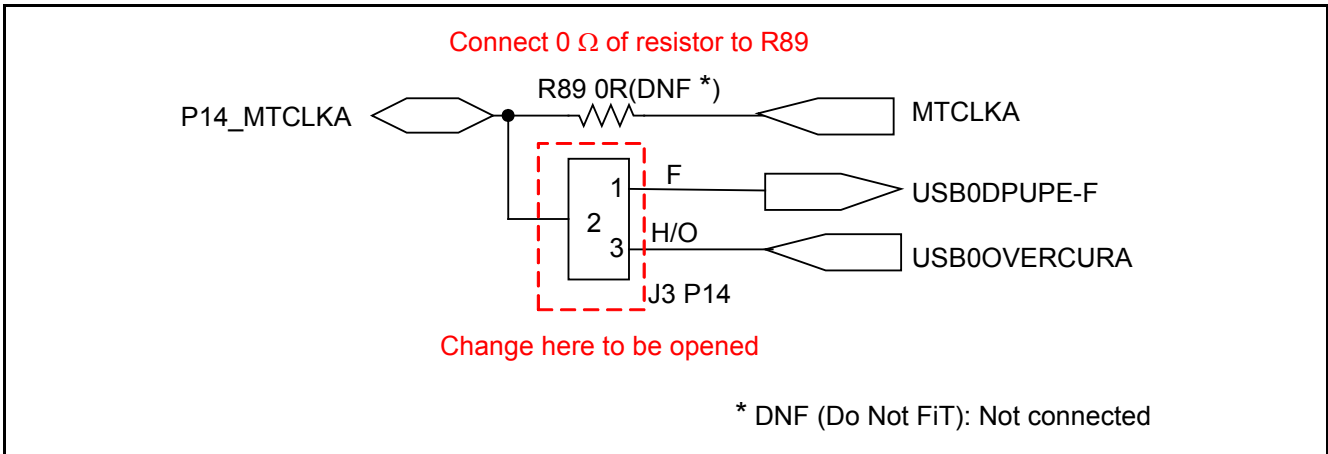 Connect 0 Ω of resistor to R89
R89 0R(DNF *)
P14_MTCLKA
MTCLKA
1
F
USB0DPUPE-F
2
H/O
3
USB0OVERCURA
J3 P14
Change here to be opened
* DNF (Do Not FiT): Not connected